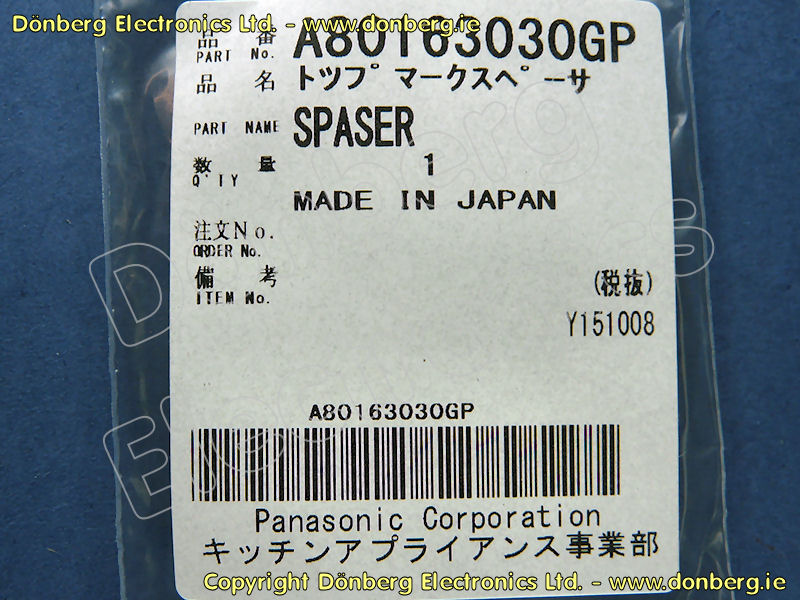 Dönberg Electronics Ltd. - www.donberg.ie
品 番 A80163030GP
PART No.
品 名 トツプ マークスペーサ
PART NAME SPASER
数 量 1
Q'TY
MADE IN JAPAN
注文No.
ORDER No.
備 考 (税抜)
ITEM No.
Y151008
A80163030GP
Panasonic Corporation
キッチンアプライアンス事業部
Dönberg
Electronics
Copyright Dönberg Electronics Ltd. - www.donberg.ie